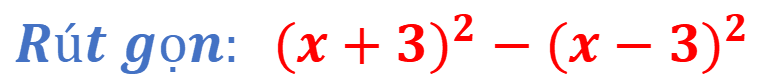 Rút gọn: (x + 3)² − (x − 3)²